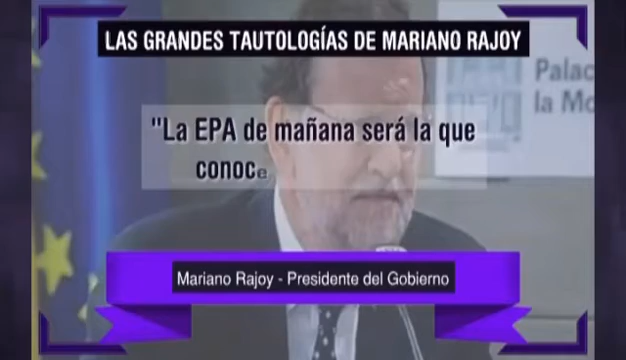 LAS GRANDES TAUTOLOGÍAS DE MARIANO RAJOY
Palac
la Mo
"La EPA de mañana será la que
conoce
Mariano Rajoy - Presidente del Gobierno